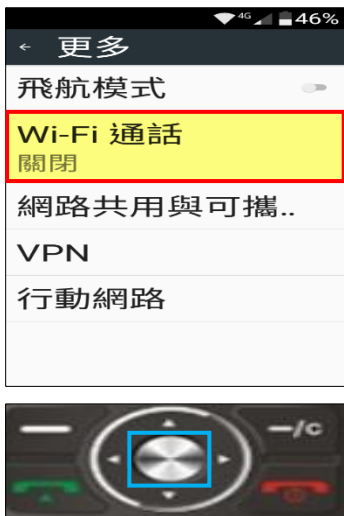 4G 46%
更多
飛航模式
Wi-Fi 通話
關閉
網路共用與可攜..
VPN
行動網路
—/c